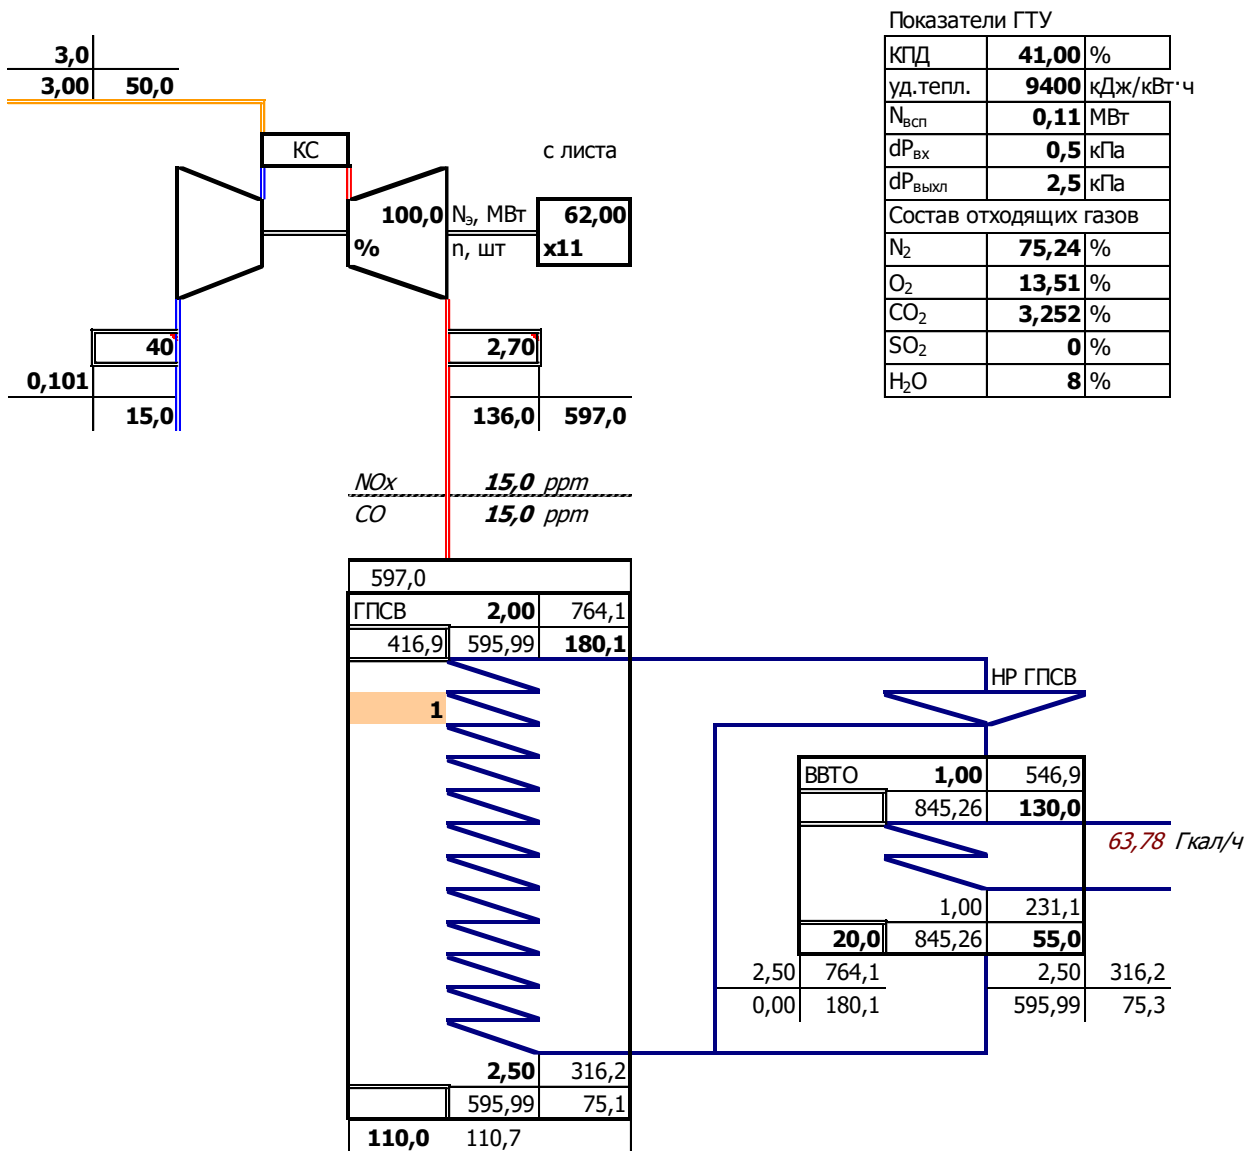 Показатели ГТУ
КПД 41,00 %
уд.тепл. 9400 кДж/кВт·ч
Nвсп 0,11 МВт
dPвх 0,5 кПа
dPвыхл 2,5 кПа
Состав отходящих газов
N2 75,24 %
O2 13,51 %
CO2 3,252 %
SO2 0 %
H2O 8 %
3,0
3,00 50,0
КС
с листа
100,0 Nэ, МВт 62,00
% n, шт x11
40 2,70
0,101
15,0 136,0 597,0
NOx 15,0 ppm
CO 15,0 ppm
597,0
ГПСВ 2,00 764,1
416,9 595,99 180,1
НР ГПСВ
1
ВВТО 1,00 546,9
845,26 130,0
63,78 Гкал/ч
1,00 231,1
20,0 845,26 55,0
2,50 764,1 2,50 316,2
0,00 180,1 595,99 75,3
2,50 316,2
595,99 75,1
110,0 110,7